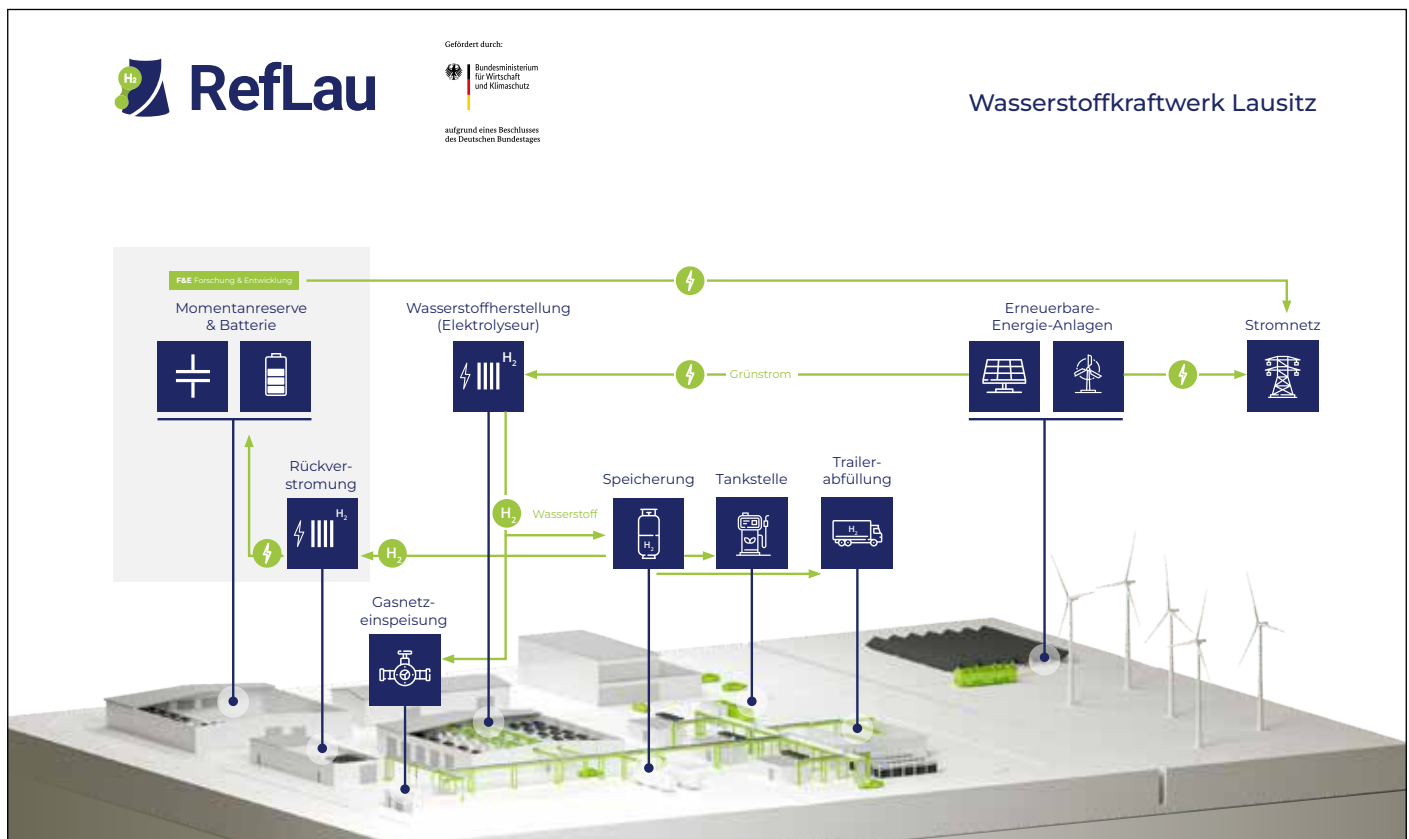 H2
RefLau
Gefördert durch:
Bundesministerium
für Wirtschaft
und Klimaschutz
aufgrund eines Beschlusses
des Deutschen Bundestages
Wasserstoffkraftwerk Lausitz
F&E Forschung & Entwicklung
Momentanreserve
& Batterie
Wasserstoffherstellung
(Elektrolyseur)
H2
Erneuerbare-
Energie-Anlagen
Stromnetz
Grünstrom
Rückver-
stromung
H2
H2
H2
Wasserstoff
Speicherung
H2
Tankstelle
Trailer-
abfüllung
H2
Gasnetz-
einspeisung